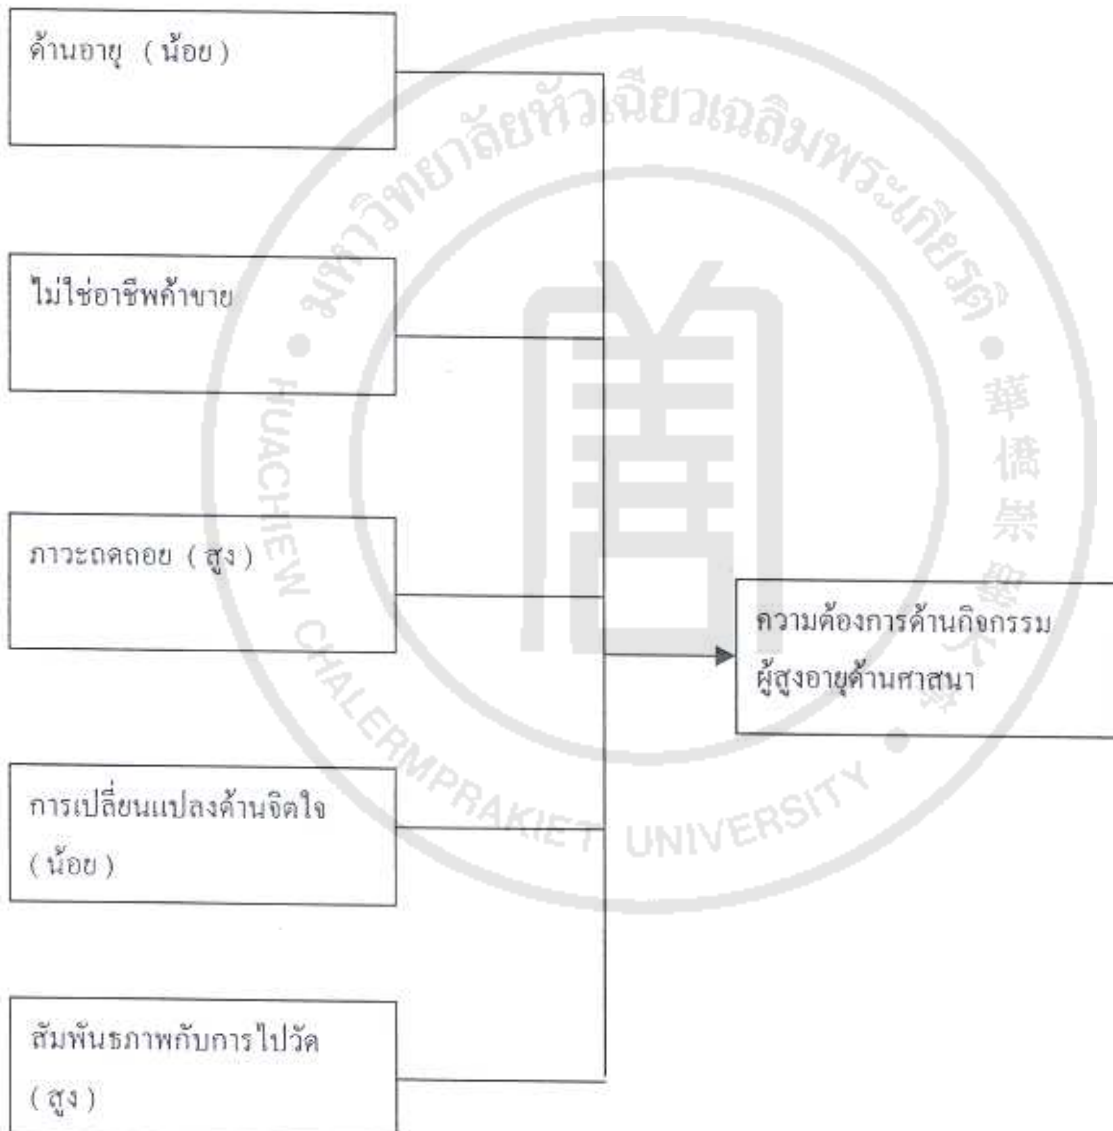 ด้านอายุ ( น้อย )
ไม่ใช่อาชีพค้าขาย
ภาวะถดถอย ( สูง )
การเปลี่ยนแปลงด้านจิตใจ
( น้อย )
สัมพันธภาพกับการไปวัด
( สูง )
ความต้องการด้านกิจกรรม
ผู้สูงอายุด้านศาสนา
มหาวิทยาลัยหัวเฉียวเฉลิมพระเกียรติ
HUACHIEW CHALERMPRAKIET UNIVERSITY
華僑崇聖大學